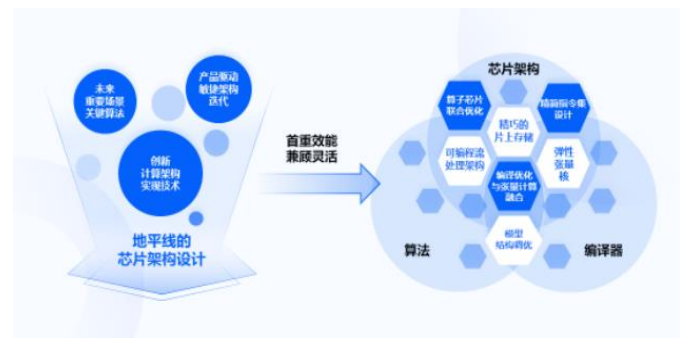 未来
重要场景
关键算法
产品驱动
敏捷架构
迭代
创新
计算架构
实现技术
地平线的
芯片架构设计
首重效能
兼顾灵活
芯片架构
算子芯片
联合优化
精巧的
片上存储
精简指令集
设计
可编程流
处理架构
弹性
张量
核
编译优化
与张量计算
融合
模型
结构调优
算法
编译器